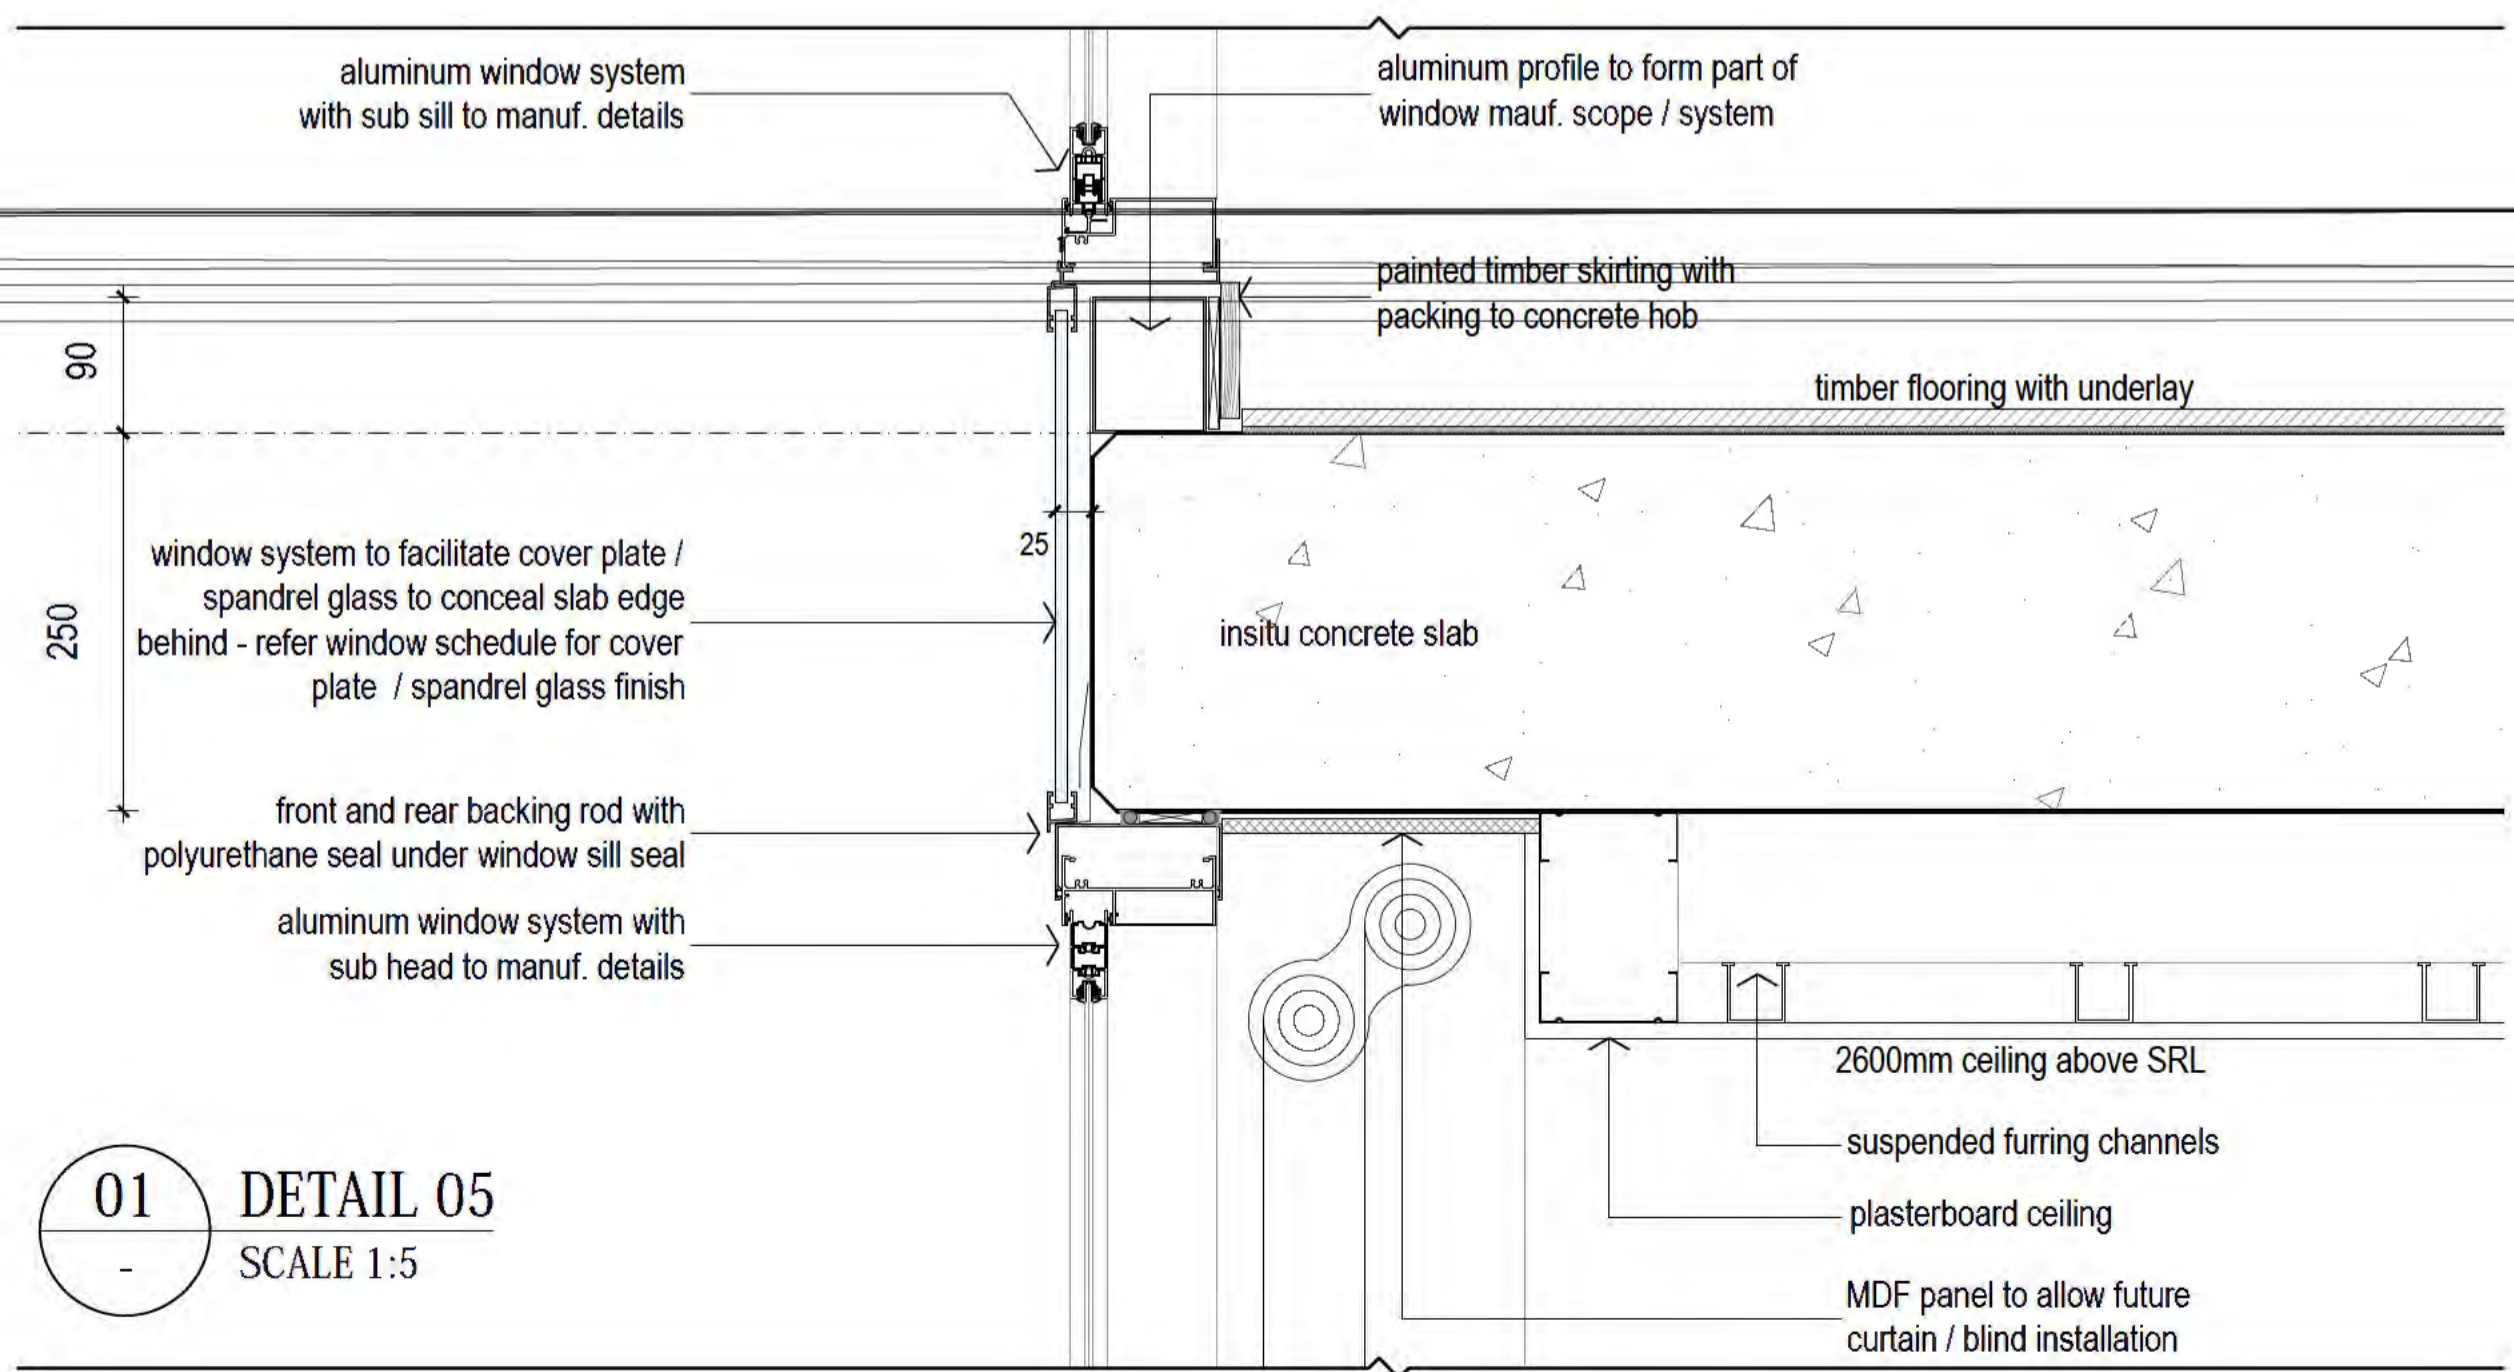 aluminum window system
with sub sill to manuf. details
aluminum profile to form part of
window mauf. scope / system
painted timber skirting with
packing to concrete hob
90
timber flooring with underlay
25
window system to facilitate cover plate /
spandrel glass to conceal slab edge
behind - refer window schedule for cover
plate / spandrel glass finish
250
insitu concrete slab
front and rear backing rod with
polyurethane seal under window sill seal
aluminum window system with
sub head to manuf. details
2600mm ceiling above SRL
suspended furring channels
plasterboard ceiling
MDF panel to allow future
curtain / blind installation
01
-
DETAIL 05
SCALE 1:5